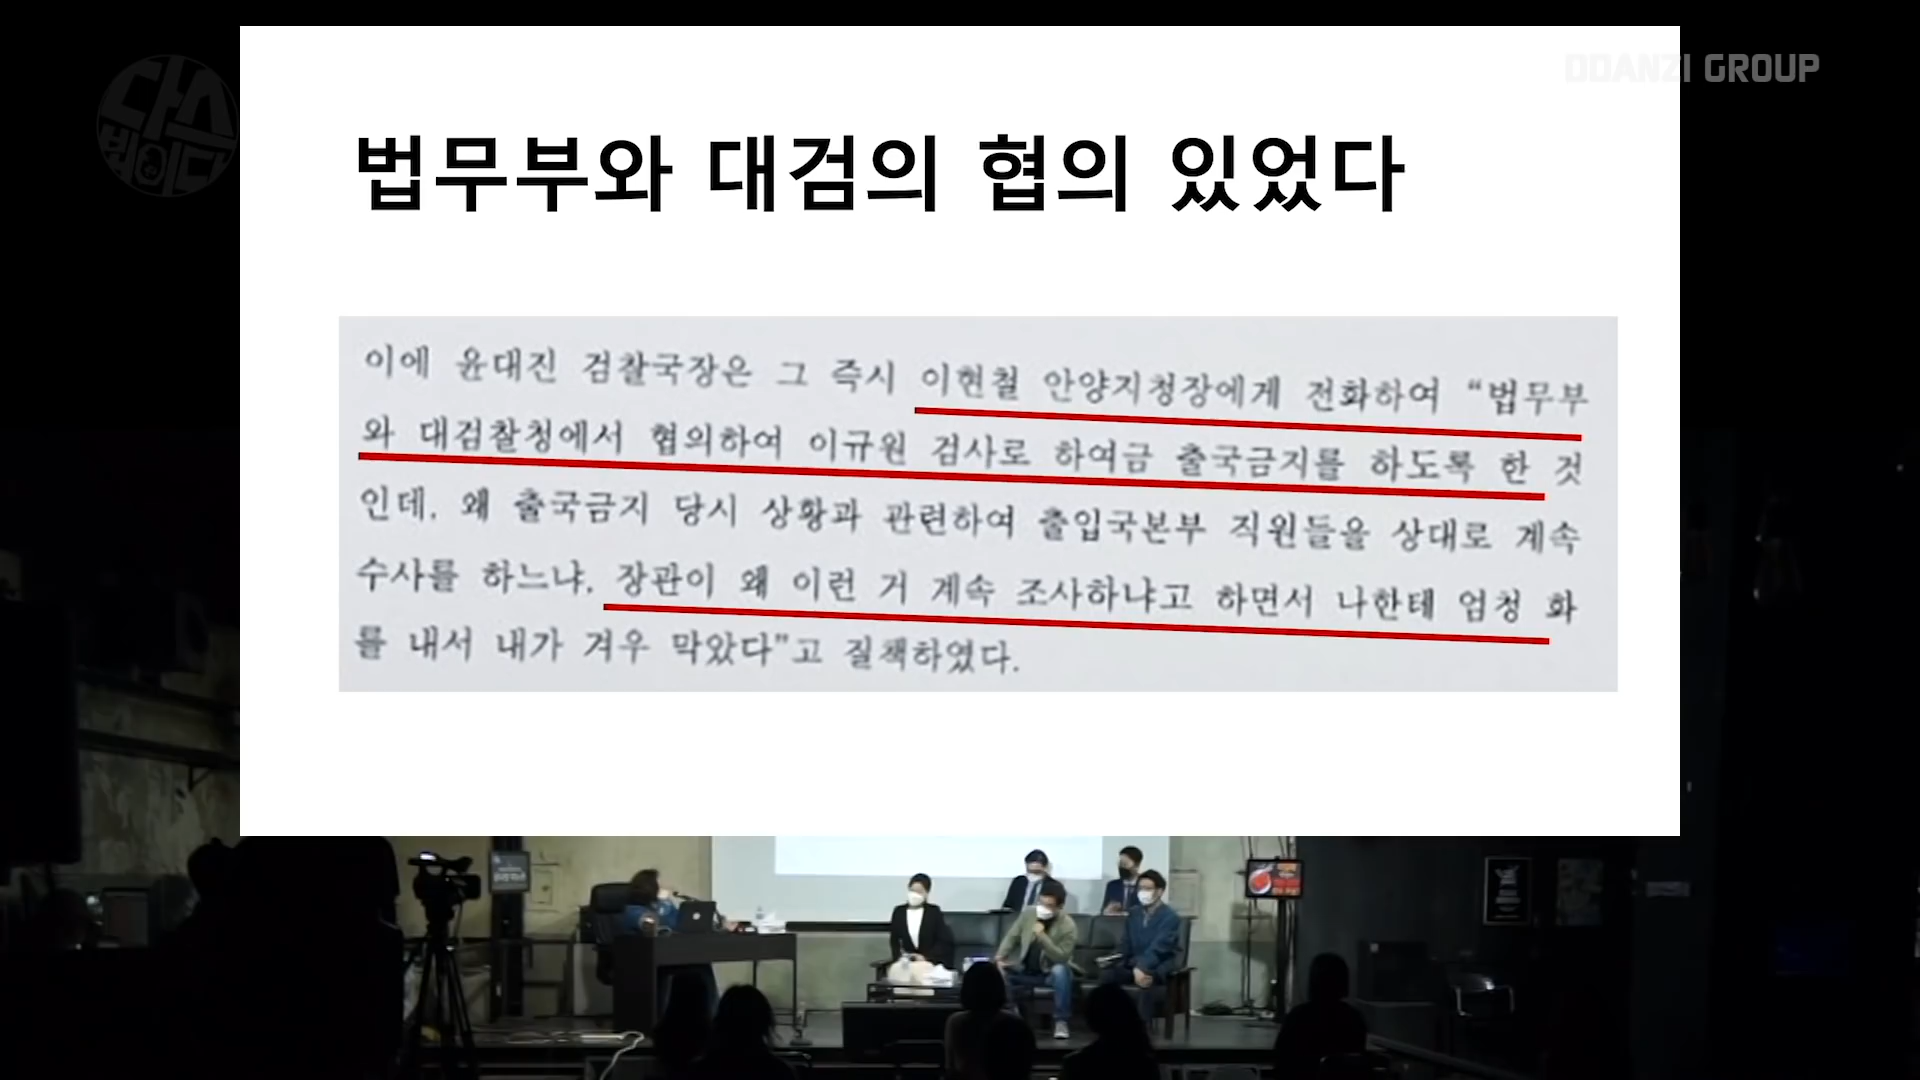 다스
뵈이다
DDANZI GROUP
법무부와 대검의 협의 있었다
이에 윤대진 검찰국장은 그 즉시 이현철 안양지청장에게 전화하여 “법무부
와 대검찰청에서 협의하여 이규원 검사로 하여금 출국금지를 하도록 한 것
인데, 왜 출국금지 당시 상황과 관련하여 출입국본부 직원들을 상대로 계속
수사를 하느냐, 장관이 왜 이런 거 계속 조사하냐고 하면서 나한테 엄청 화
를 내서 내가 겨우 막았다”고 질책하였다.